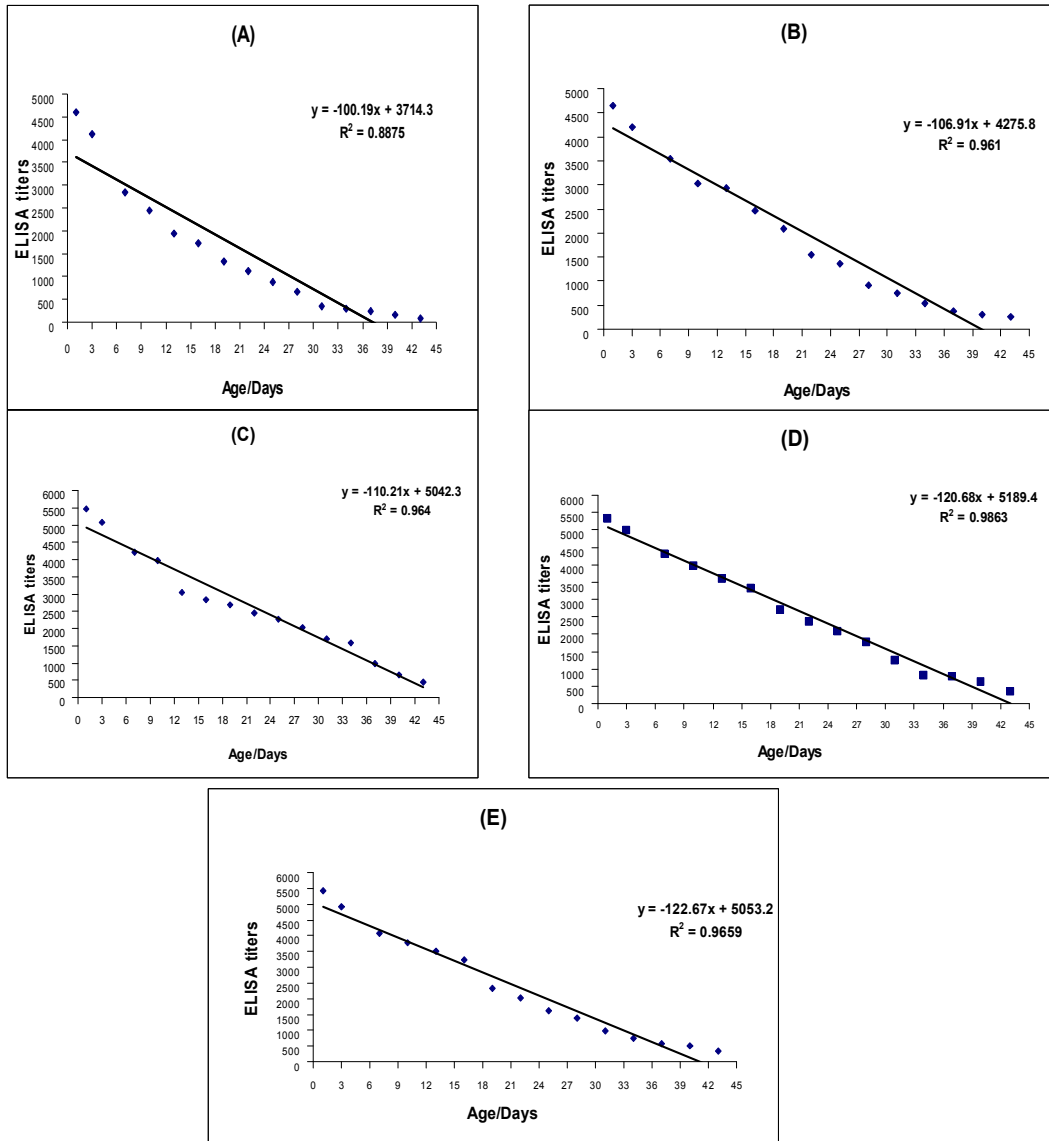 (A)
y = -100.19x + 3714.3
R² = 0.8875
ELISA titers
5000
4500
4000
3500
3000
2500
2000
1500
1000
500
0
0 3 6 9 12 15 18 21 24 27 30 33 36 39 42 45
Age/Days
(B)
y = -106.91x + 4275.8
R² = 0.961
ELISA titers
5000
4500
4000
3500
3000
2500
2000
1500
1000
500
0
0 3 6 9 12 15 18 21 24 27 30 33 36 39 42 45
Age/Days
(C)
y = -110.21x + 5042.3
R² = 0.964
ELISA titers
6000
5500
5000
4500
4000
3500
3000
2500
2000
1500
1000
500
0
0 3 6 9 12 15 18 21 24 27 30 33 36 39 42 45
Age/Days
(D)
y = -120.68x + 5189.4
R² = 0.9863
ELISA titers
6000
5500
5000
4500
4000
3500
3000
2500
2000
1500
1000
500
0
0 3 6 9 12 15 18 21 24 27 30 33 36 39 42 45
Age/Days
(E)
y = -122.67x + 5053.2
R² = 0.9659
ELISA titers
6000
5500
5000
4500
4000
3500
3000
2500
2000
1500
1000
500
0
0 3 6 9 12 15 18 21 24 27 30 33 36 39 42 45
Age/Days